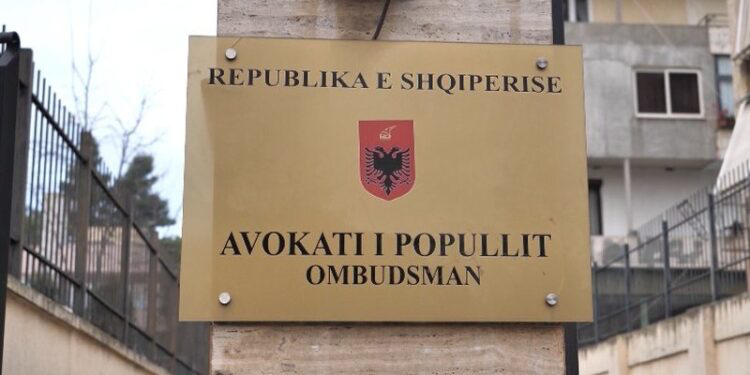 REPUBLIKA E SHQIPERISE
AVOKATI I POPULLIT
OMBUDSMAN